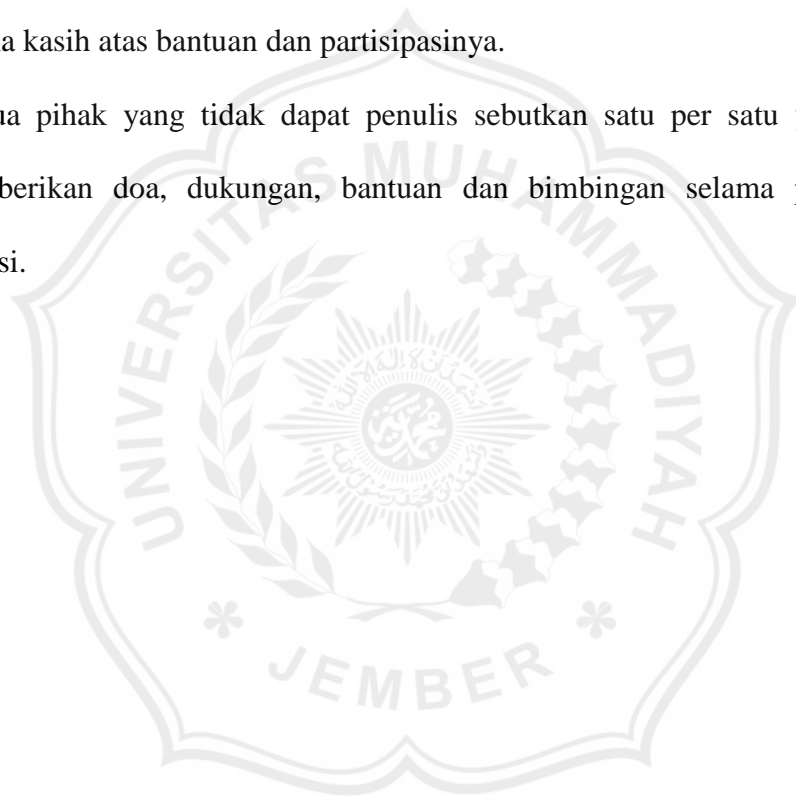 a kasih atas bantuan dan partisipasinya.
ua pihak yang tidak dapat penulis sebutkan satu per satu
berikan doa, dukungan, bantuan dan bimbingan selama
si.
UNIVERSITAS MUHAMMADIYAH
JEMBER